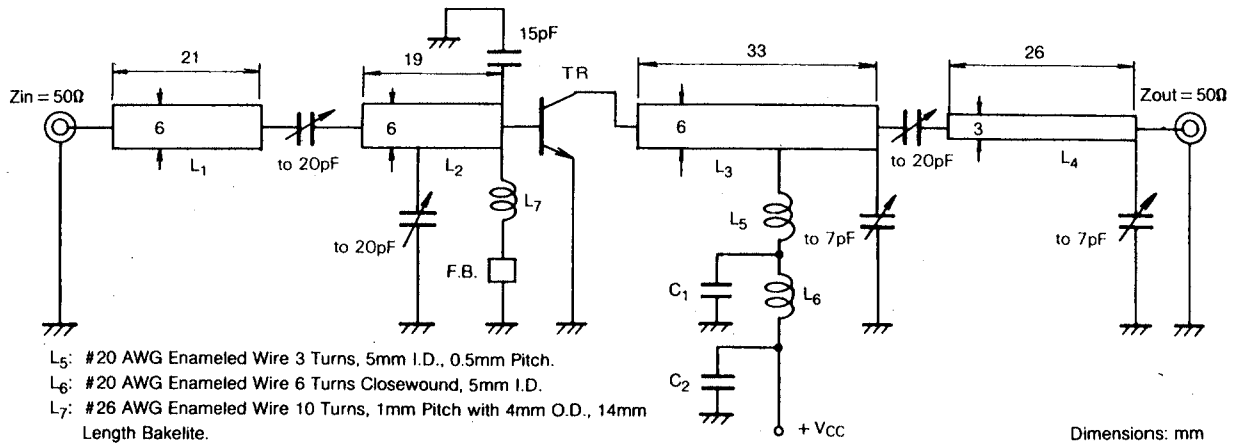 15pF
21
19
33
26
TR
Zin = 50Ω
Zout = 50Ω
6
6
6
3
L1
to 20pF
L2
L3
to 20pF
L4
L7
to 20pF
L5
to 7pF
to 7pF
F.B.
C1
L6
L5: #20 AWG Enameled Wire 3 Turns, 5mm I.D., 0.5mm Pitch.
L6: #20 AWG Enameled Wire 6 Turns Closewound, 5mm I.D.
C2
L7: #26 AWG Enameled Wire 10 Turns, 1mm Pitch with 4mm O.D., 14mm
Length Bakelite.
+ VCC
Dimensions: mm